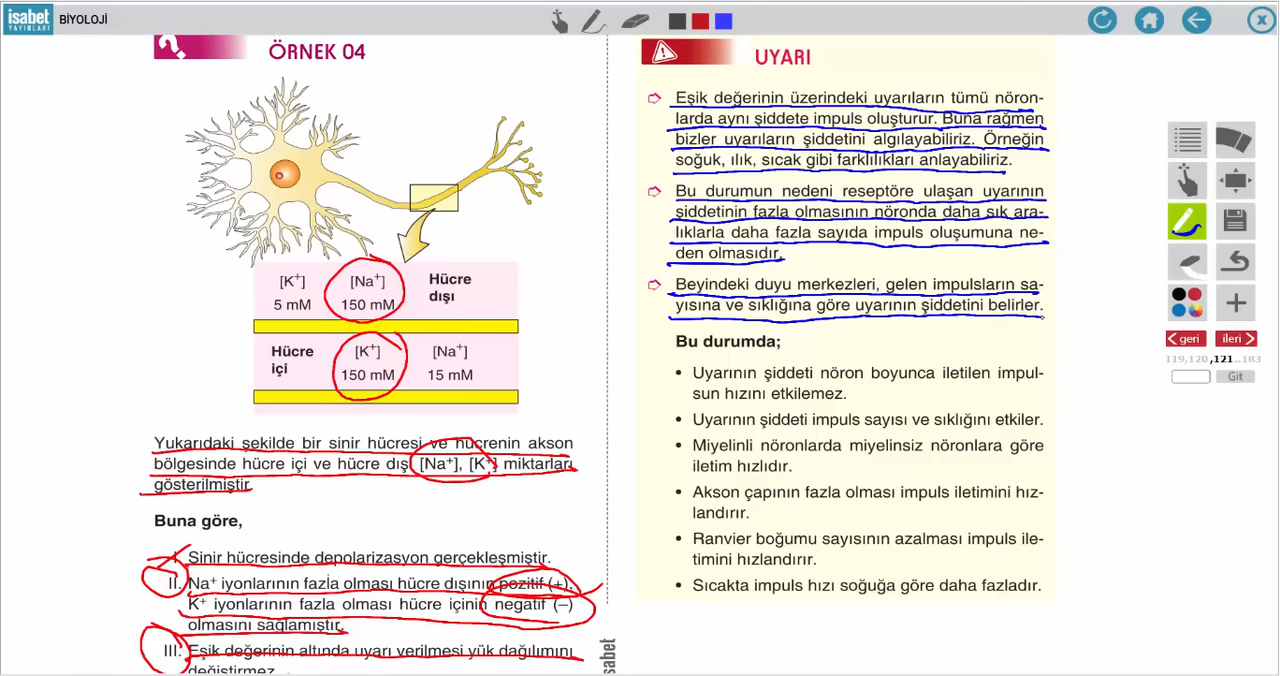 isabet
YAYINLARI
BİYOLOJİ
ÖRNEK 04
[K+]
[Na+]
Hücre
dışı
5 mM
150 mM
Hücre
içi
[K+]
[Na+]
150 mM
15 mM
Yukarıdaki şekilde bir sinir hücresi ve hücrenin akson
bölgesinde hücre içi ve hücre dışı [Na+], [K+] miktarları
gösterilmiştir.
Buna göre,
I. Sinir hücresinde depolarizasyon gerçekleşmiştir.
II. Na+ iyonlarının fazla olması hücre dışının pozitif (+),
K+ iyonlarının fazla olması hücre içinin negatif (–)
olmasını sağlamıştır.
III. Eşik değerinin altında uyarı verilmesi yük dağılımını
değiştirmez.
isabet
UYARI
Eşik değerinin üzerindeki uyarıların tümü nöron-
larda aynı şiddete impuls oluşturur. Buna rağmen
bizler uyarıların şiddetini algılayabiliriz. Örneğin
soğuk, ılık, sıcak gibi farklılıkları anlayabiliriz.
Bu durumun nedeni reseptöre ulaşan uyarının
şiddetinin fazla olmasının nöronda daha sık ara-
lıklarla daha fazla sayıda impuls oluşumuna ne-
den olmasıdır.
Beyindeki duyu merkezleri, gelen impulsların sa-
yısına ve sıklığına göre uyarının şiddetini belirler.
Bu durumda;
• Uyarının şiddeti nöron boyunca iletilen impul-
sun hızını etkilemez.
• Uyarının şiddeti impuls sayısı ve sıklığını etkiler.
• Miyelinli nöronlarda miyelinsiz nöronlara göre
iletim hızlıdır.
• Akson çapının fazla olması impuls iletimini hız-
landırır.
• Ranvier boğumu sayısının azalması impuls ile-
timini hızlandırır.
• Sıcakta impuls hızı soğuğa göre daha fazladır.
geri
ileri
119,120,121..183
Git